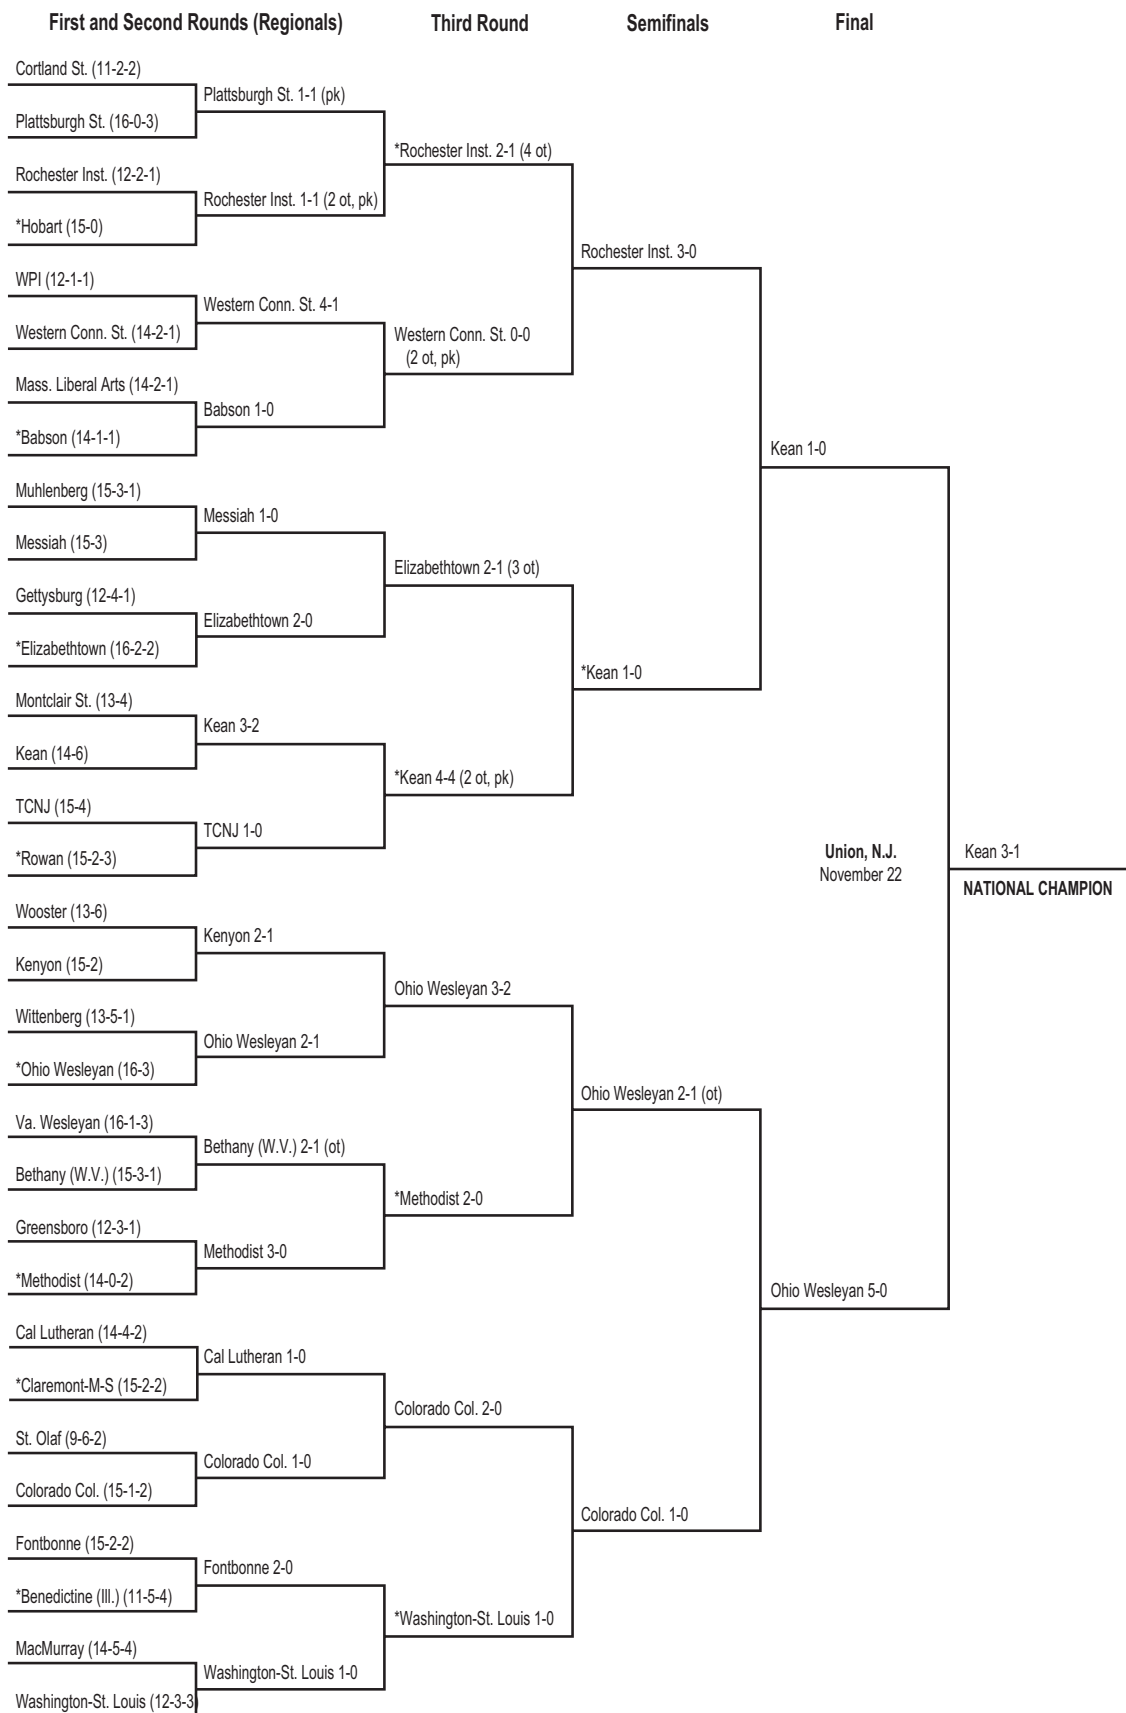 First and Second Rounds (Regionals)
Third Round
Semifinals
Final
Cortland St. (11-2-2)
Plattsburgh St. 1-1 (pk)
Plattsburgh St. (16-0-3)
*Rochester Inst. 2-1 (4 ot)
Rochester Inst. (12-2-1)
Rochester Inst. 1-1 (2 ot, pk)
*Hobart (15-0)
Rochester Inst. 3-0
WPI (12-1-1)
Western Conn. St. 4-1
Western Conn. St. (14-2-1)
Western Conn. St. 0-0
(2 ot, pk)
Mass. Liberal Arts (14-2-1)
Babson 1-0
*Babson (14-1-1)
Kean 1-0
Muhlenberg (15-3-1)
Messiah 1-0
Messiah (15-3)
Elizabethtown 2-1 (3 ot)
Gettysburg (12-4-1)
Elizabethtown 2-0
*Elizabethtown (16-2-2)
*Kean 1-0
Montclair St. (13-4)
Kean 3-2
Kean (14-6)
*Kean 4-4 (2 ot, pk)
TCNJ (15-4)
TCNJ 1-0
*Rowan (15-2-3)
Union, N.J.
November 22
Kean 3-1
NATIONAL CHAMPION
Wooster (13-6)
Kenyon 2-1
Kenyon (15-2)
Ohio Wesleyan 3-2
Wittenberg (13-5-1)
Ohio Wesleyan 2-1
*Ohio Wesleyan (16-3)
Ohio Wesleyan 2-1 (ot)
Va. Wesleyan (16-1-3)
Bethany (W.V.) 2-1 (ot)
Bethany (W.V.) (15-3-1)
*Methodist 2-0
Greensboro (12-3-1)
Methodist 3-0
*Methodist (14-0-2)
Ohio Wesleyan 5-0
Cal Lutheran (14-4-2)
Cal Lutheran 1-0
*Claremont-M-S (15-2-2)
Colorado Col. 2-0
St. Olaf (9-6-2)
Colorado Col. 1-0
Colorado Col. (15-1-2)
Colorado Col. 1-0
Fontbonne (15-2-2)
Fontbonne 2-0
*Benedictine (Ill.) (11-5-4)
*Washington-St. Louis 1-0
MacMurray (14-5-4)
Washington-St. Louis 1-0
Washington-St. Louis (12-3-3)